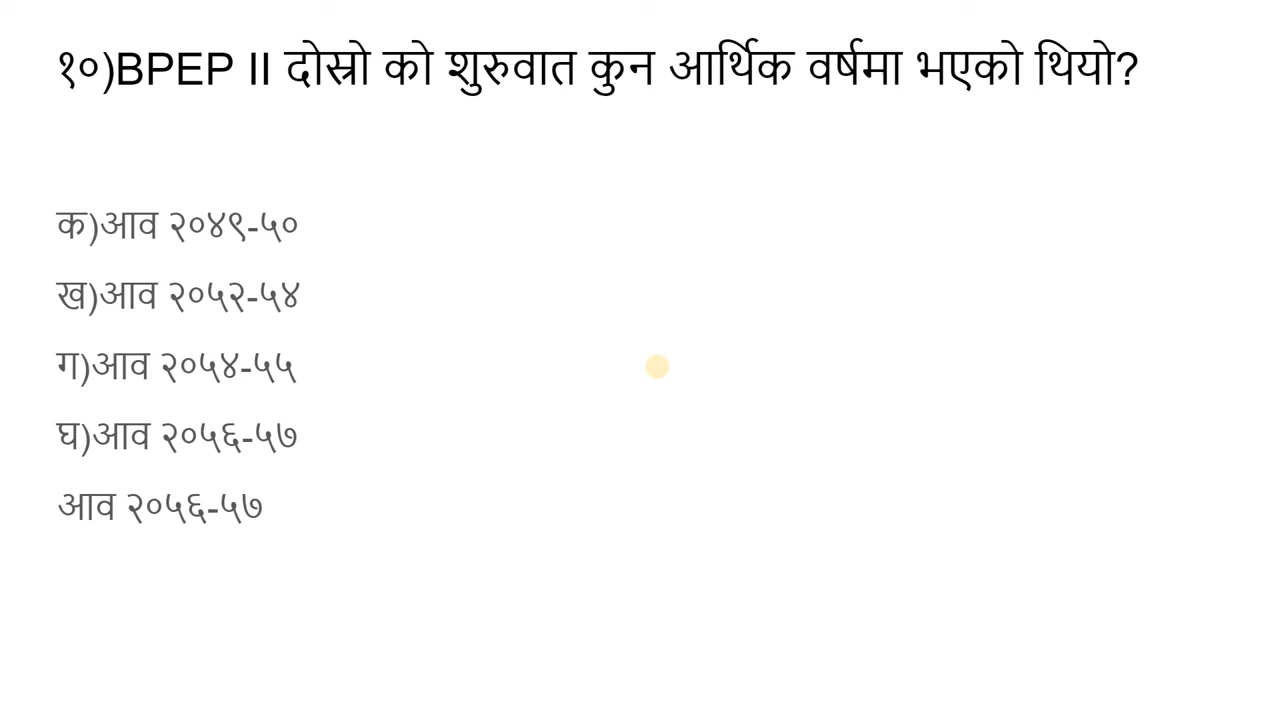 १०)BPEP II दोस्रो को शुरुवात कुन आर्थिक वर्षमा भएको थियो?
क)आव २०४९-५०
ख)आव २०५२-५४
ग)आव २०५४-५५
घ)आव २०५६-५७
आव २०५६-५७